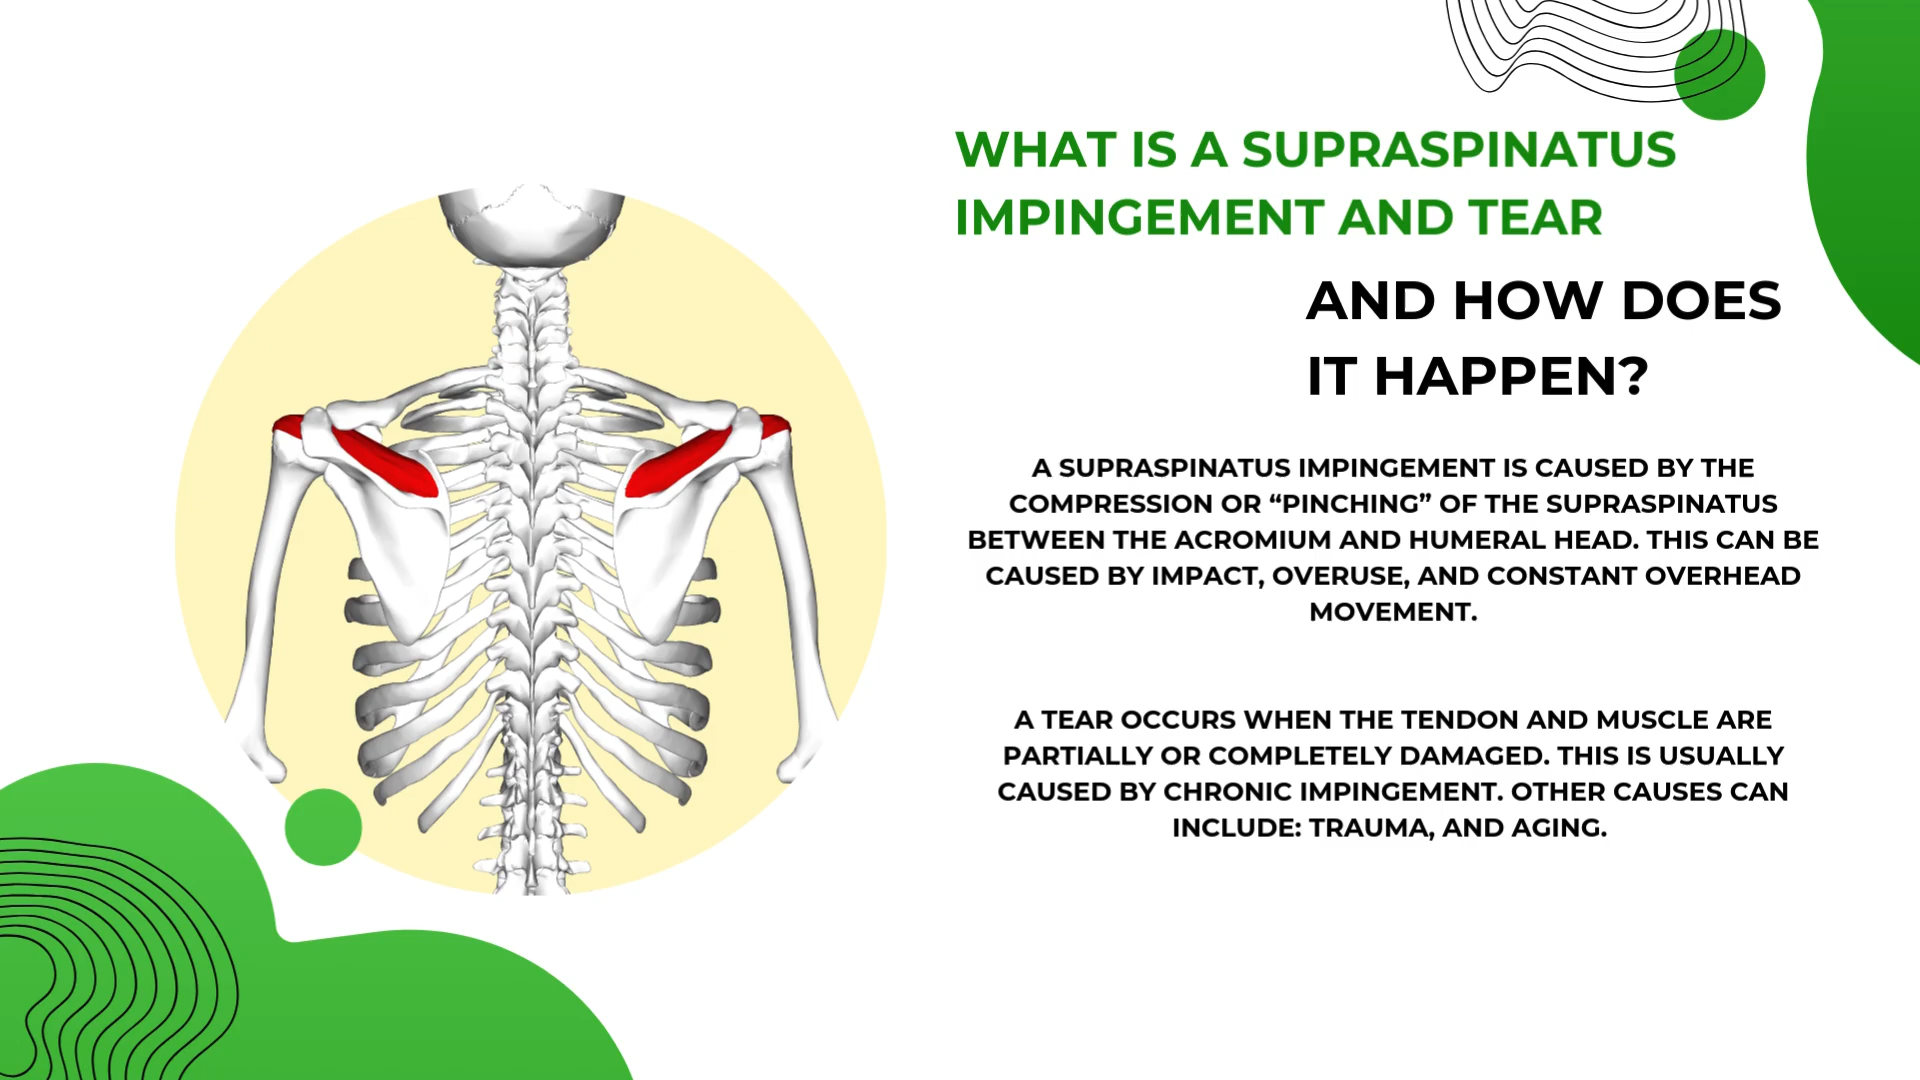 WHAT IS A SUPRASPINATUS
IMPINGEMENT AND TEAR
AND HOW DOES
IT HAPPEN?
A SUPRASPINATUS IMPINGEMENT IS CAUSED BY THE
COMPRESSION OR “PINCHING” OF THE SUPRASPINATUS
BETWEEN THE ACROMIUM AND HUMERAL HEAD. THIS CAN BE
CAUSED BY IMPACT, OVERUSE, AND CONSTANT OVERHEAD
MOVEMENT.
A TEAR OCCURS WHEN THE TENDON AND MUSCLE ARE
PARTIALLY OR COMPLETELY DAMAGED. THIS IS USUALLY
CAUSED BY CHRONIC IMPINGEMENT. OTHER CAUSES CAN
INCLUDE: TRAUMA, AND AGING.